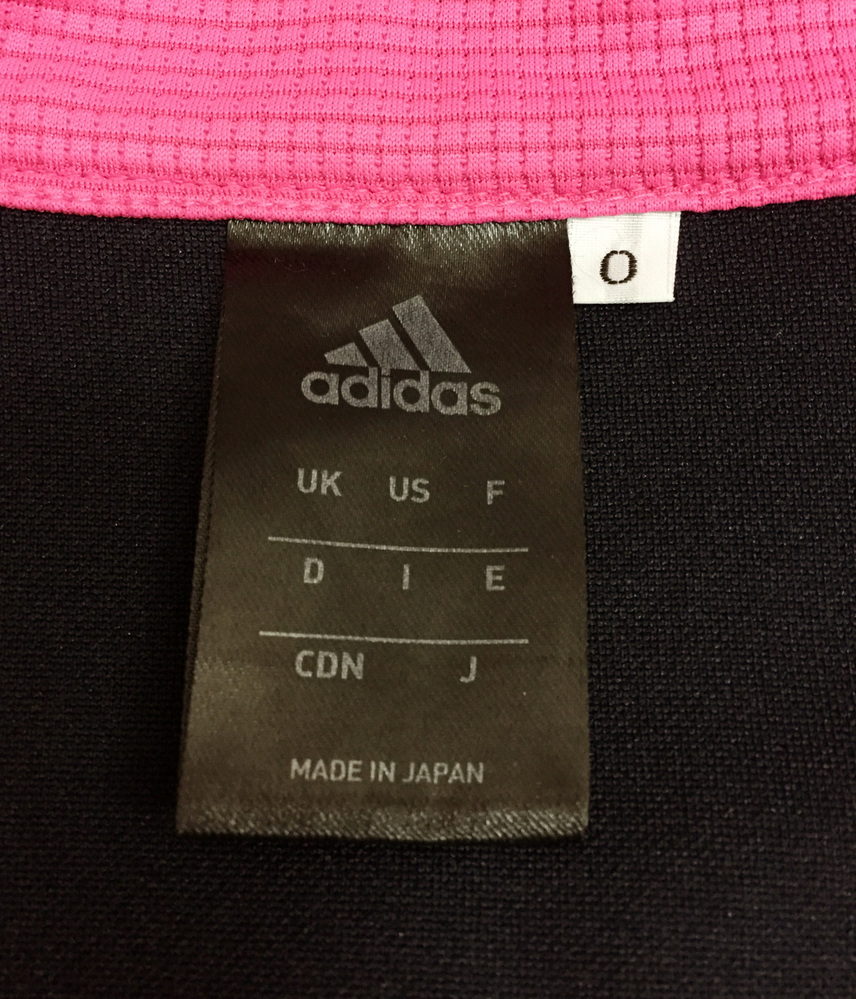 O
adidas
UK US F
D I E
CDN J
MADE IN JAPAN